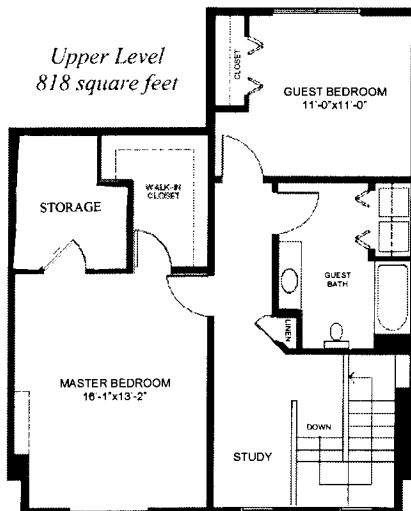 Upper Level
818 square feet
CLOSET
GUEST BEDROOM
11'-0"x11'-0"
STORAGE
WALK-IN
CLOSET
GUEST
BATH
LINEN
MASTER BEDROOM
16'-1"x13'-2"
DOWN
STUDY